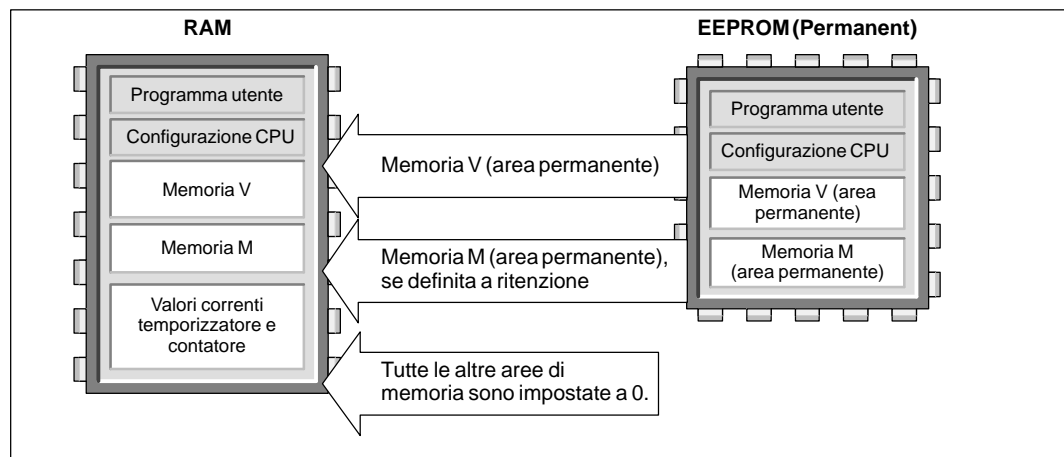 RAM
EEPROM (Permanent)
Programma utente
Configurazione CPU
Memoria V
Memoria M
Valori correnti
temporizzatore e
contatore
Memoria V (area permanente)
Memoria M (area permanente),
se definita a ritenzione
Tutte le altre aree di
memoria sono impostate a 0.
Programma utente
Configurazione CPU
Memoria V (area
permanente)
Memoria M
(area permanente)